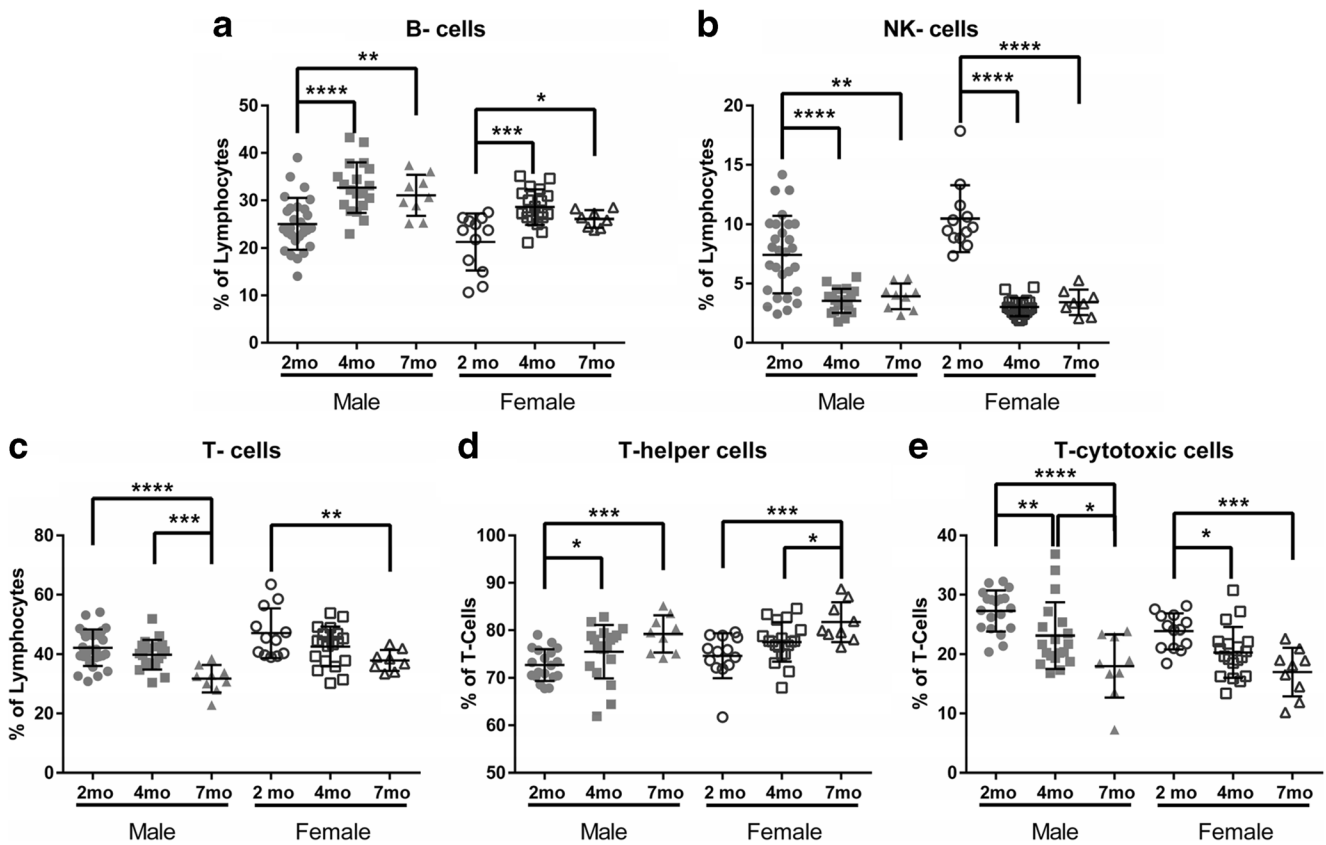 a
B- cells
**
****
*
***
% of Lymphocytes
50
40
30
20
10
0
2mo 4mo 7mo 2 mo 4mo 7mo
Male Female
b
NK- cells
**
****
****
****
% of Lymphocytes
20
15
10
5
0
2mo 4mo 7mo 2 mo 4mo 7mo
Male Female
c
T- cells
****
***
**
% of Lymphocytes
80
60
40
20
0
2mo 4mo 7mo 2 mo 4mo 7mo
Male Female
d
T-helper cells
***
*
***
*
% of T-Cells
100
90
80
70
60
50
2mo 4mo 7mo 2 mo 4mo 7mo
Male Female
e
T-cytotoxic cells
****
** *
***
*
% of T-Cells
40
30
20
10
0
2mo 4mo 7mo 2 mo 4mo 7mo
Male Female